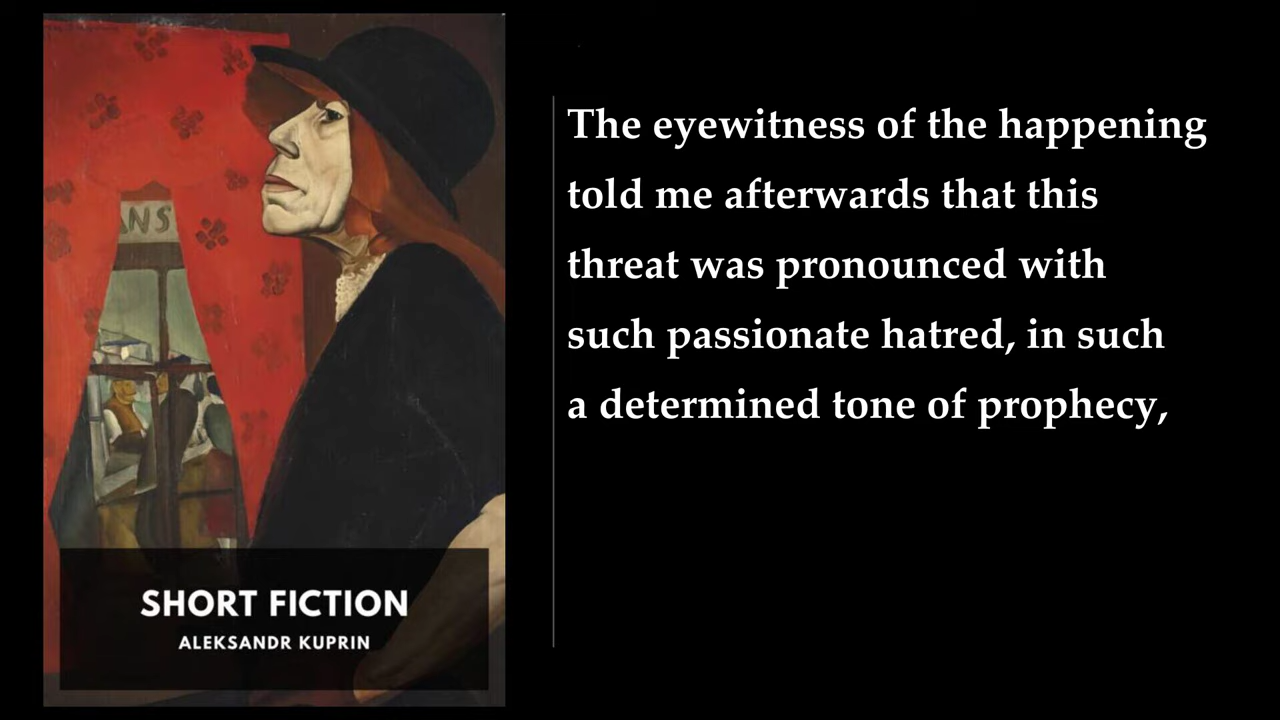 ANS
SHORT FICTION
ALEKSANDR KUPRIN
The eyewitness of the happening
told me afterwards that this
threat was pronounced with
such passionate hatred, in such
a determined tone of prophecy,